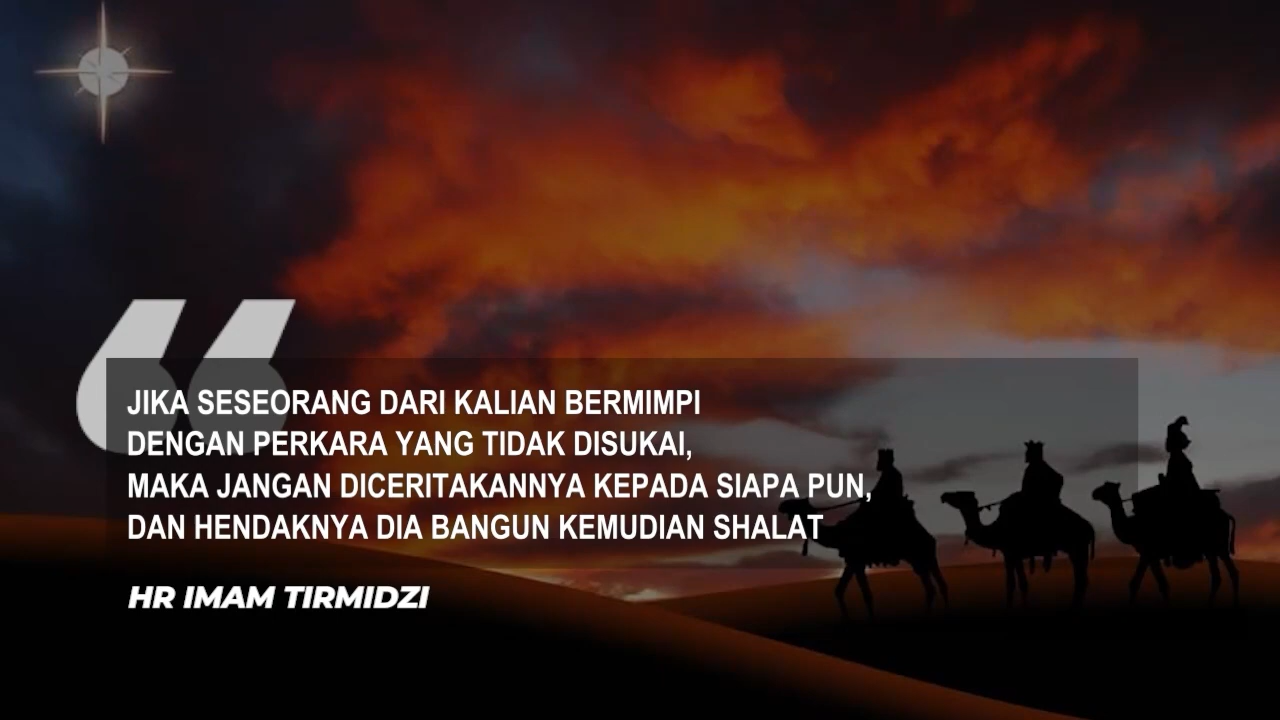 JIKA SESEORANG DARI KALIAN BERMIMPI
DENGAN PERKARA YANG TIDAK DISUKAI,
MAKA JANGAN DICERITAKANNYA KEPADA SIAPA PUN,
DAN HENDAKNYA DIA BANGUN KEMUDIAN SHALAT
HR IMAM TIRMIDZI